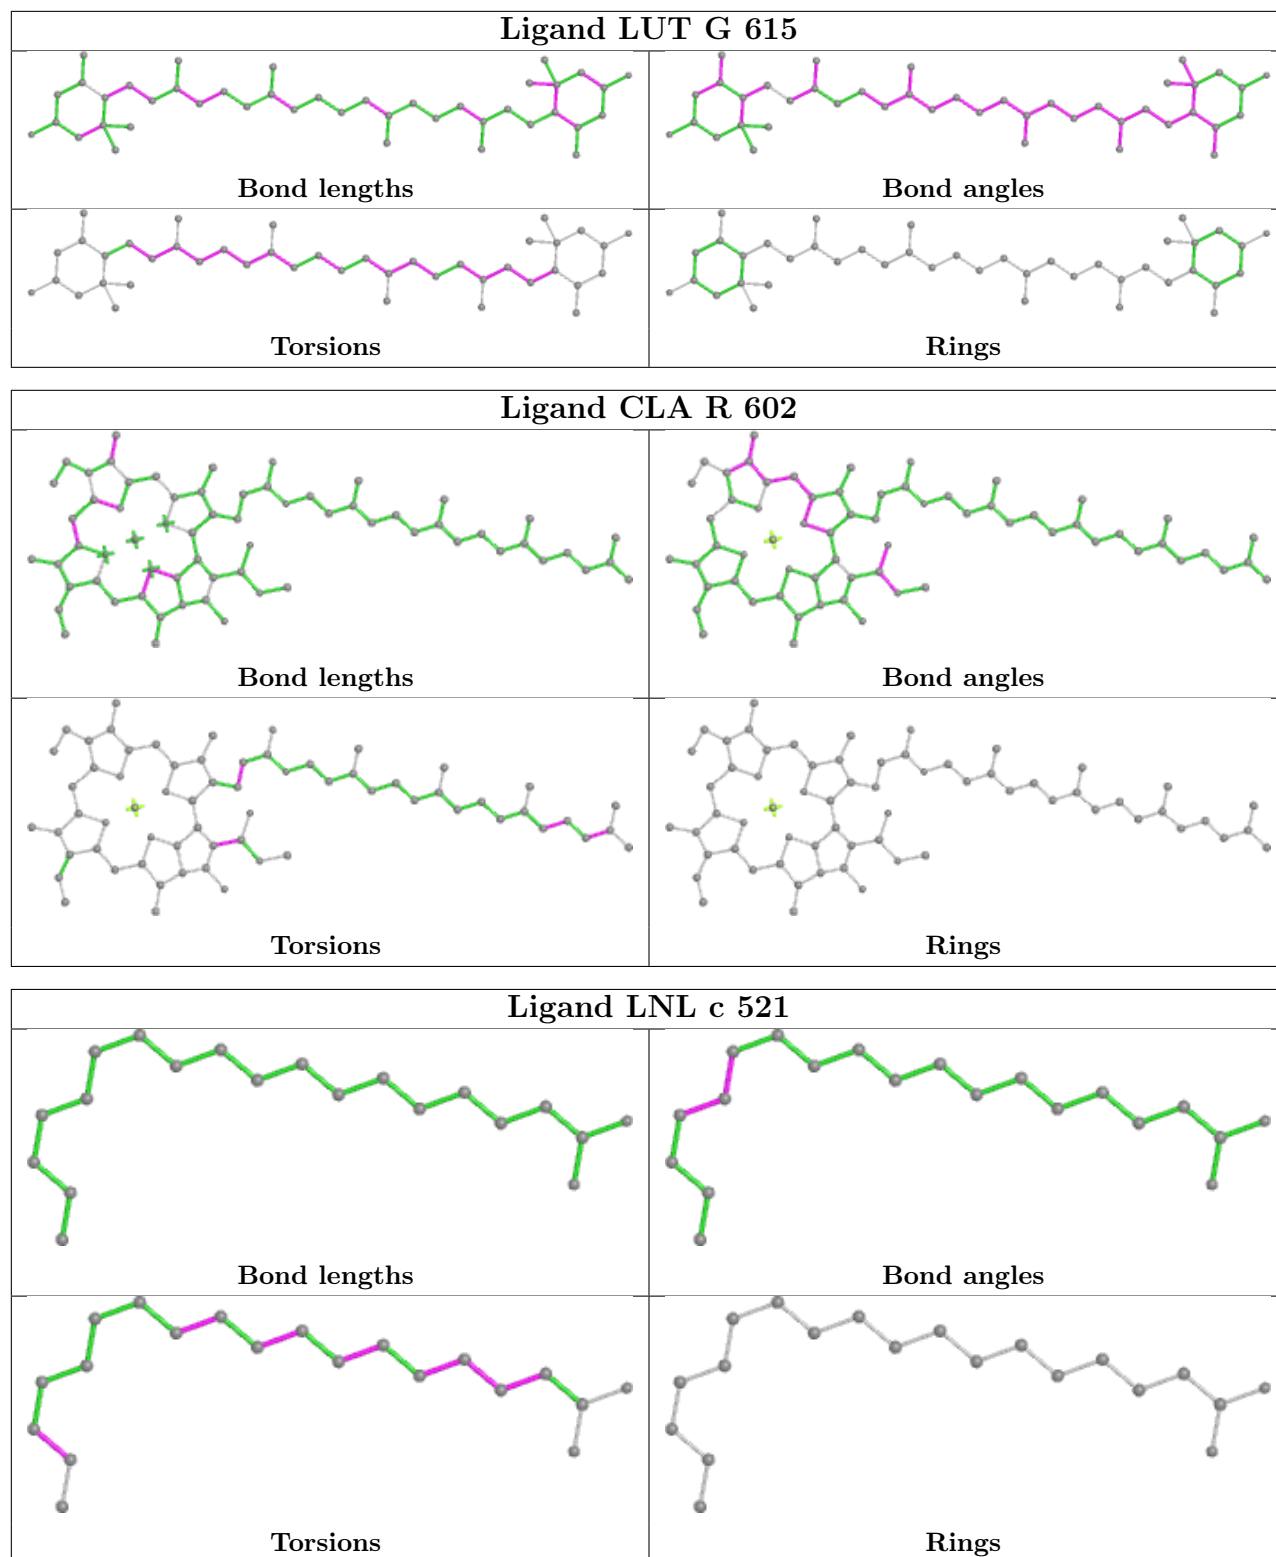 Ligand LUT G 615
Bond lengths
Bond angles
Torsions
Rings
Ligand CLA R 602
Bond lengths
Bond angles
Torsions
Rings
Ligand LNL c 521
Bond lengths
Bond angles
Torsions
Rings